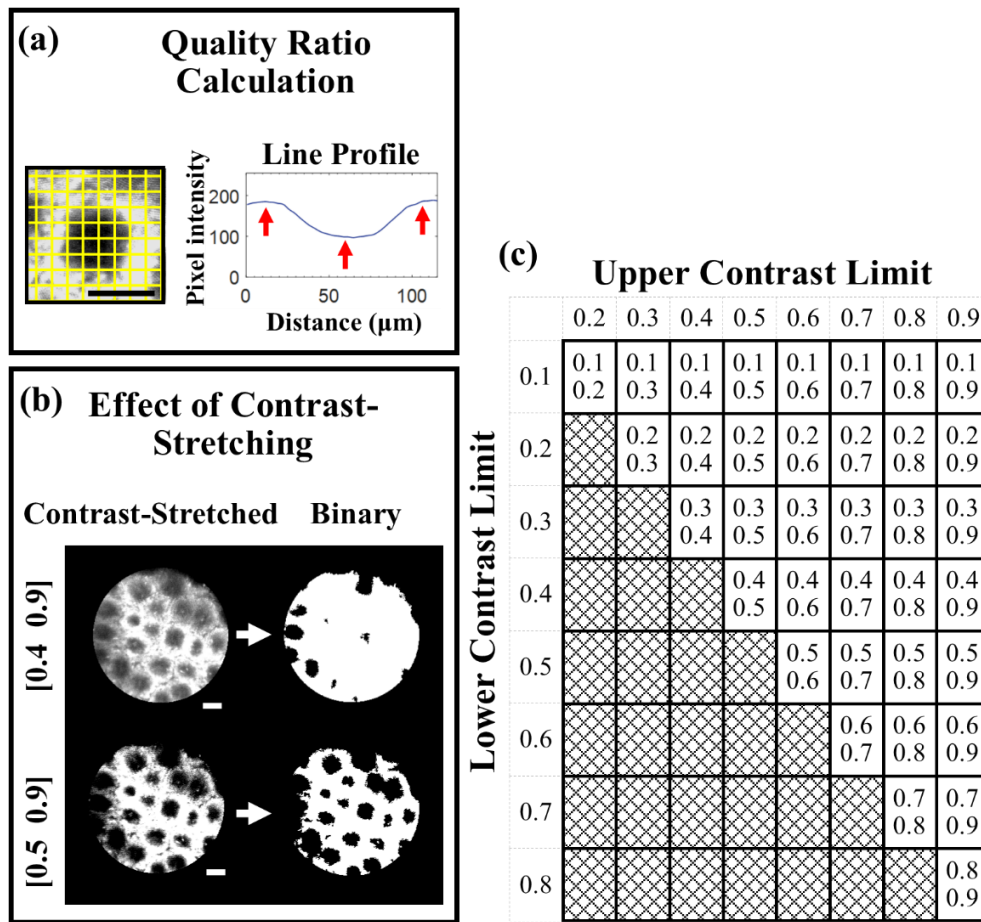 (a)
Quality Ratio
Calculation
Line Profile
Pixel intensity
200
100
0
0 50 100
Distance (μm)
(b)
Effect of Contrast-
Stretching
Contrast-Stretched Binary
[0.4 0.9]
[0.5 0.9]
(c)
Upper Contrast Limit
Lower Contrast Limit
0.2 0.3 0.4 0.5 0.6 0.7 0.8 0.9
0.1 0.1 0.1 0.1 0.1 0.1 0.1 0.1 0.1
0.2 0.3 0.4 0.5 0.6 0.7 0.8 0.9
0.2 0.2 0.2 0.2 0.2 0.2 0.2 0.2
0.3 0.4 0.5 0.6 0.7 0.8 0.9
0.3 0.3 0.3 0.3 0.3 0.3 0.3
0.4 0.5 0.6 0.7 0.8 0.9
0.4 0.4 0.4 0.4 0.4 0.4
0.5 0.6 0.7 0.8 0.9
0.5 0.5 0.5 0.5 0.5
0.6 0.7 0.8 0.9
0.6 0.6 0.6 0.6
0.7 0.8 0.9
0.7 0.7 0.7
0.8 0.9
0.8 0.8
0.9